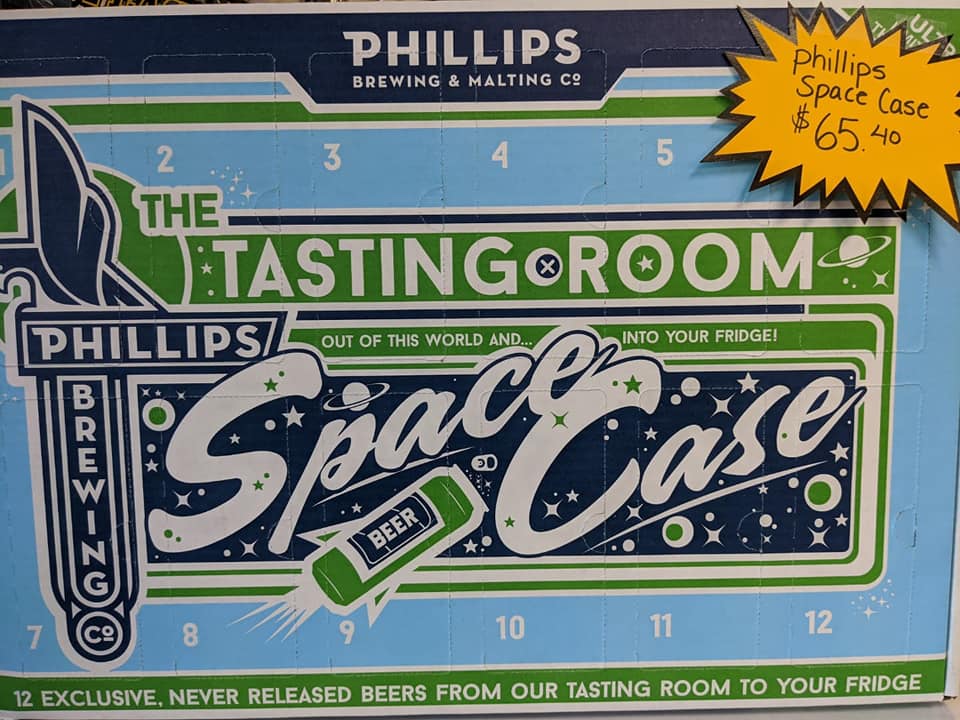 PHILLIPS
BREWING & MALTING Cº
phillips
Space Case
$65.40
1 2 3 4 5
THE
TASTING ROOM
PHILLIPS
BREWING
Cº
OUT OF THIS WORLD AND... INTO YOUR FRIDGE!
Space Case
BEER
7 8 9 10 11 12
12 EXCLUSIVE, NEVER RELEASED BEERS FROM OUR TASTING ROOM TO YOUR FRIDGE